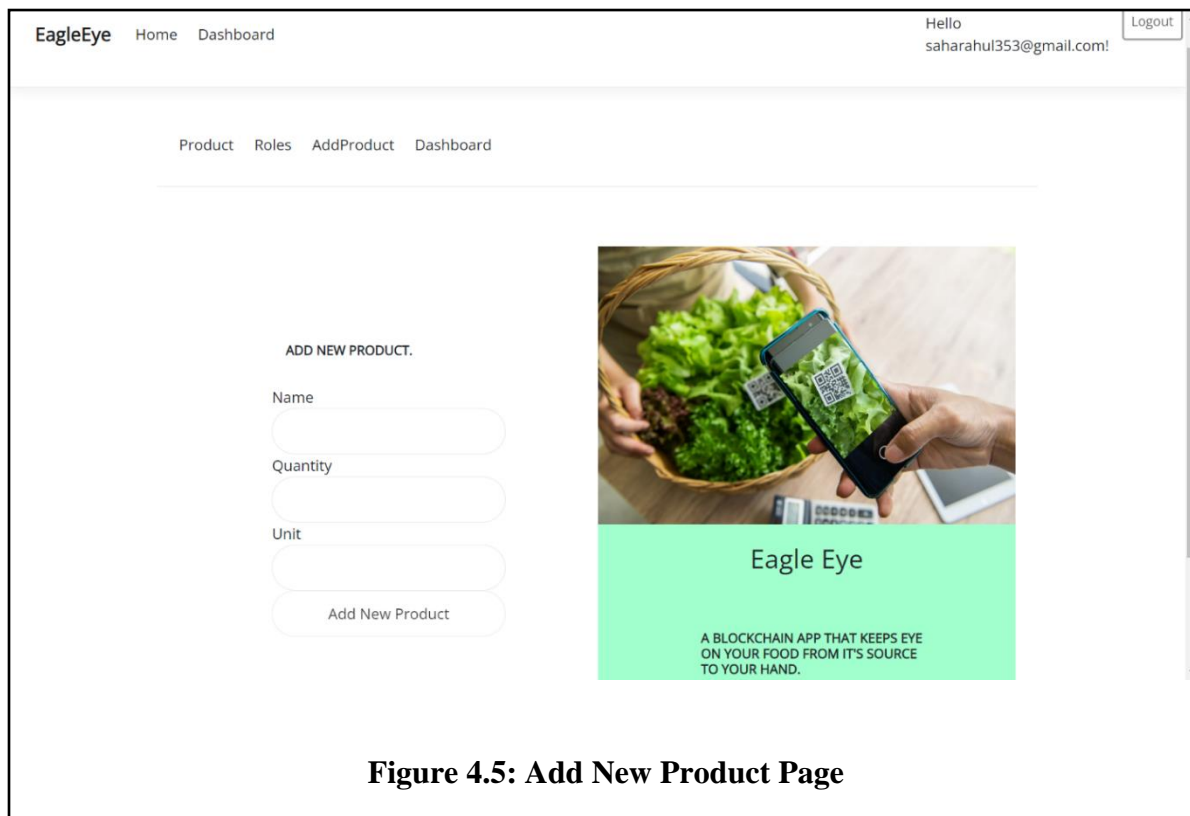 EagleEye Home Dashboard
Hello
saharahul353@gmail.com!
Logout
Product Roles AddProduct Dashboard
ADD NEW PRODUCT.
Name
Quantity
Unit
Add New Product
Eagle Eye
A BLOCKCHAIN APP THAT KEEPS EYE
ON YOUR FOOD FROM IT'S SOURCE
TO YOUR HAND.
Figure 4.5: Add New Product Page